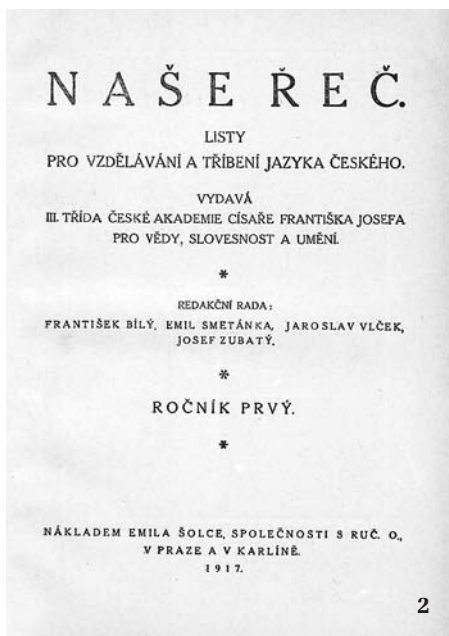 NAŠE ŘEČ.
LISTY
PRO VZDĚLÁVÁNÍ A TŘÍBENÍ JAZYKA ČESKÉHO.
VYDAVÁ
III. TŘÍDA ČESKÉ AKADEMIE CÍSAŘE FRANTIŠKA JOSEFA
PRO VĚDY, SLOVESNOST A UMĚNÍ.
*
REDAKČNÍ RADA:
FRANTIŠEK BÍLÝ, EMIL SMETÁNKA, JAROSLAV VLČEK,
JOSEF ZUBATÝ.
*
ROČNÍK PRVÝ.
*
NÁKLADEM EMILA ŠOLCE, SPOLEČNOSTI S RUČ. O.,
V PRAZE A V KARLÍNĚ.
1917.
2